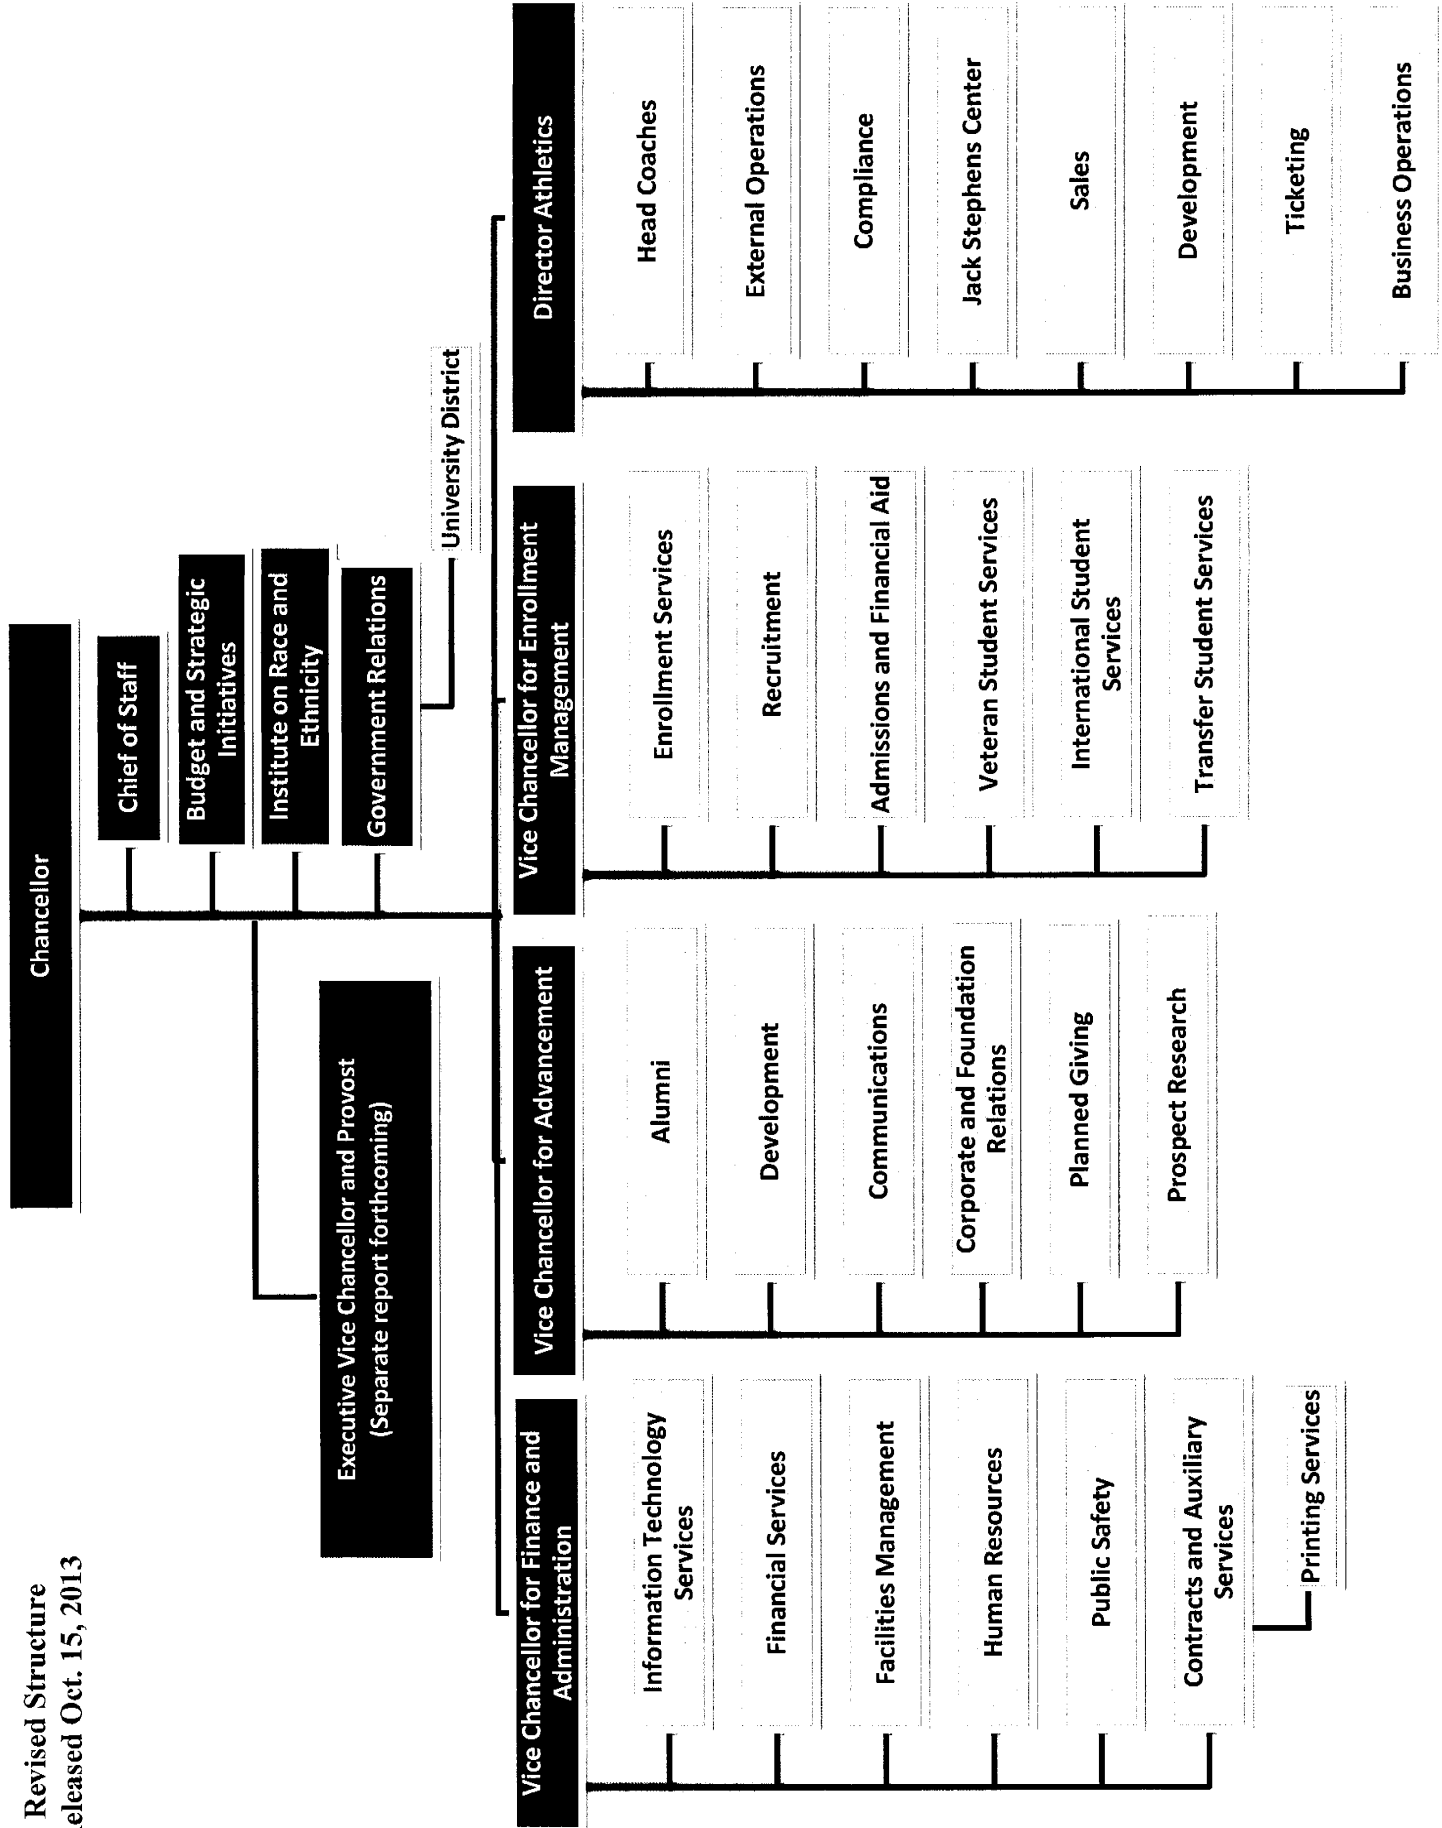 Revised Structure
eleased Oct. 15, 2013
Chancellor
Chief of Staff
Budget and Strategic
Initiatives
Institute on Race and
Ethnicity
Government Relations
University District
Executive Vice Chancellor and Provost
(Separate report forthcoming)
Vice Chancellor for Finance and
Administration
Information Technology
Services
Financial Services
Facilities Management
Human Resources
Public Safety
Contracts and Auxiliary
Services
Printing Services
Vice Chancellor for Advancement
Alumni
Development
Communications
Corporate and Foundation
Relations
Planned Giving
Prospect Research
Vice Chancellor for Enrollment
Management
Enrollment Services
Recruitment
Admissions and Financial Aid
Veteran Student Services
International Student
Services
Transfer Student Services
Director Athletics
Head Coaches
External Operations
Compliance
Jack Stephens Center
Sales
Development
Ticketing
Business Operations